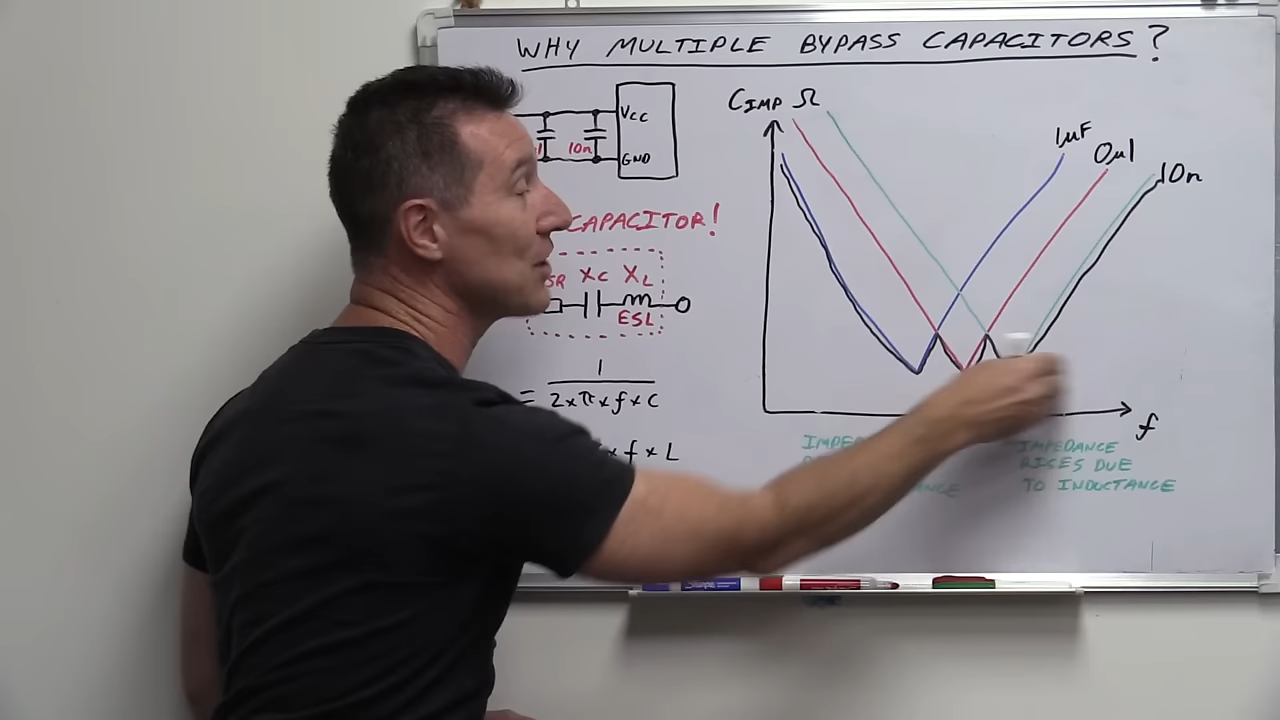 WHY MULTIPLE BYPASS CAPACITORS?
VCC
10n
GND
CAPACITOR!
XC XL
ESL
= 1
2×π×f×C
×f×L
CIMP Ω
1uF
0u1
10n
f
IMPEDANCE
RISES DUE
TO INDUCTANCE